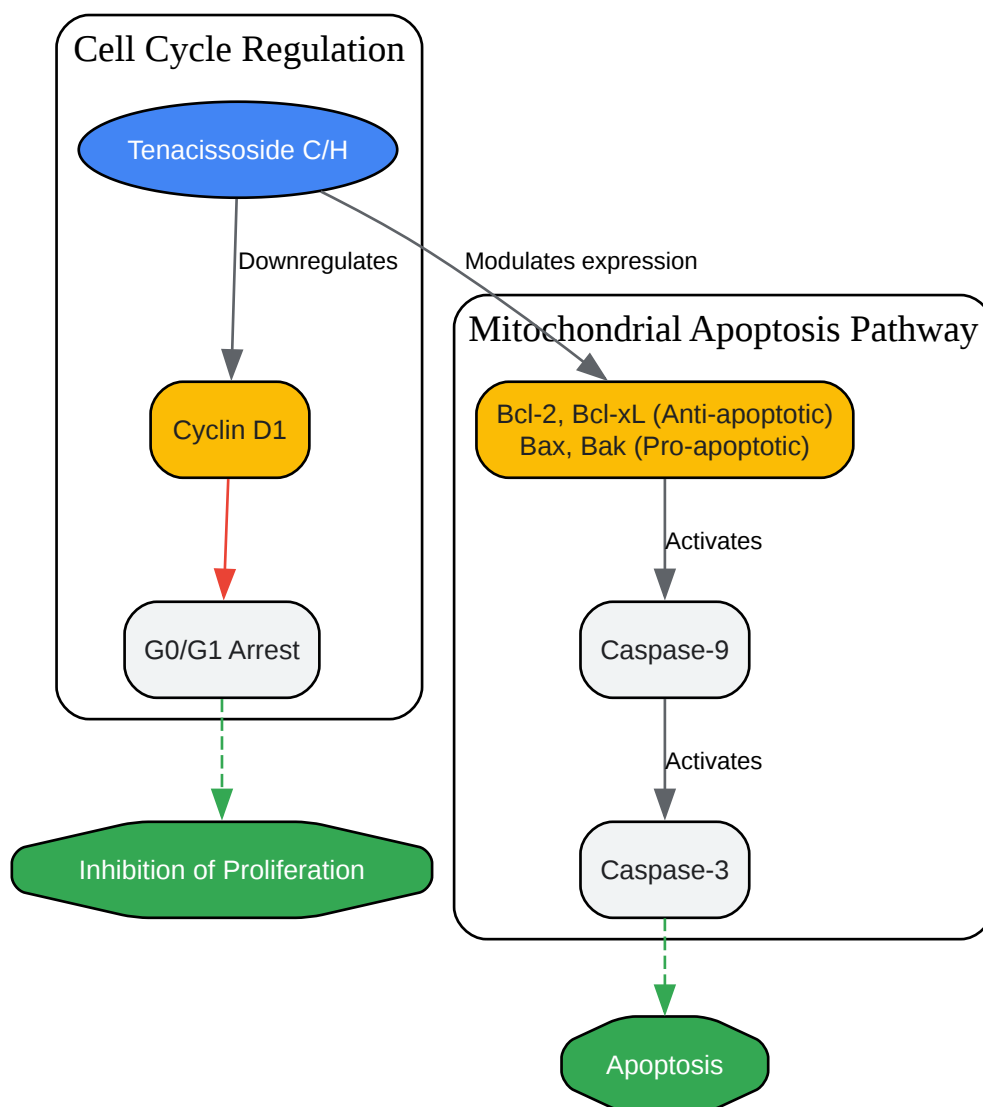 Cell Cycle Regulation
Tenacissoside C/H
Downregulates
Modulates expression
Mitochondrial Apoptosis Pathway
Cyclin D1
Bcl-2, Bcl-xL (Anti-apoptotic)
Bax, Bak (Pro-apoptotic)
Activates
G0/G1 Arrest
Caspase-9
Activates
Inhibition of Proliferation
Caspase-3
Apoptosis